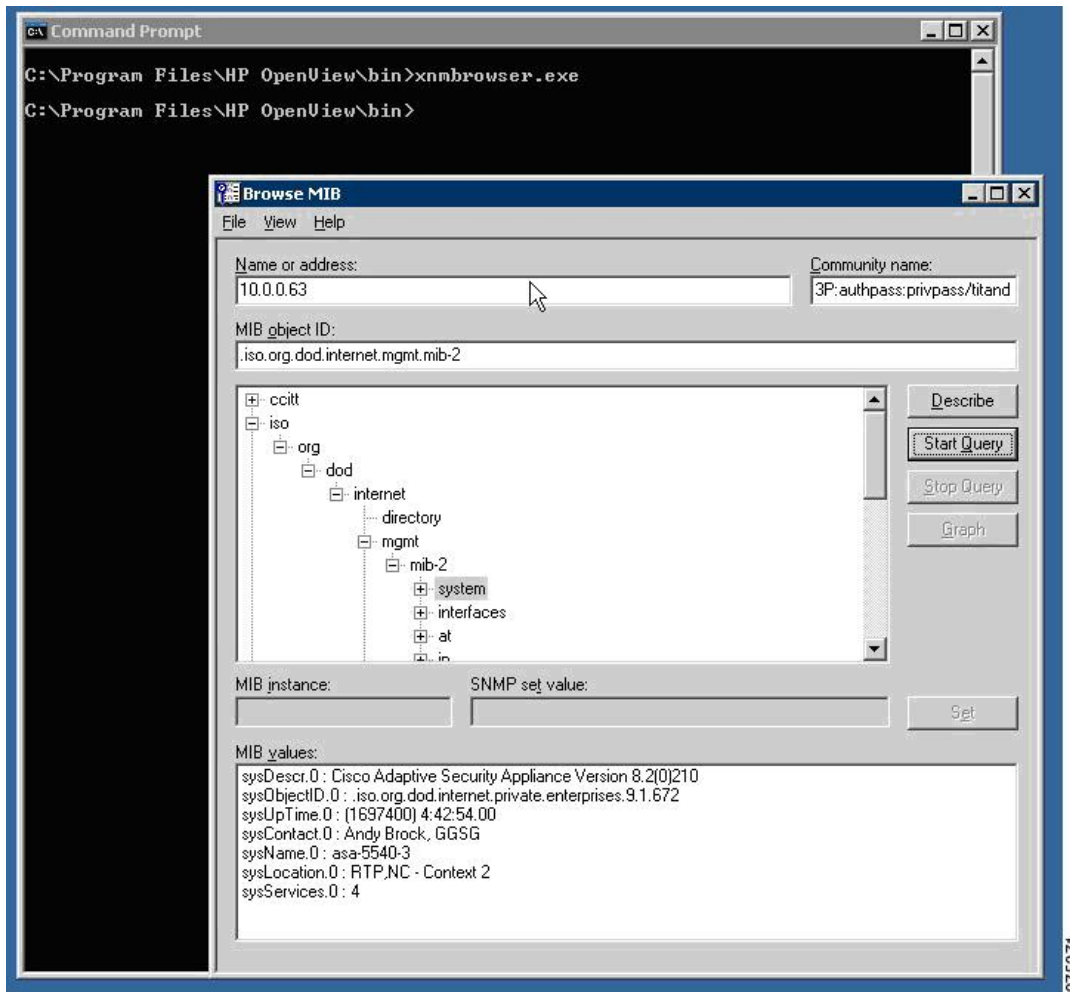 Command Prompt
C:\Program Files\HP OpenView\bin>xnmbrowser.exe
C:\Program Files\HP OpenView\bin>
Browse MIB
File View Help
Name or address:
Community name:
10.0.0.63
3P:authpass:privpass/titand
MIB object ID:
.iso.org.dod.internet.mgmt.mib-2
ccitt
iso
org
dod
internet
directory
mgmt
mib-2
system
interfaces
at
ip
Describe
Start Query
Stop Query
Graph
MIB instance:
SNMP set value:
Set
MIB values:
sysDescr.0 : Cisco Adaptive Security Appliance Version 8.2(0)210
sysObjectID.0 : .iso.org.dod.internet.private.enterprises.9.1.672
sysUpTime.0 : (1697400) 4:42:54.00
sysContact.0 : Andy Brock, GGSG
sysName.0 : asa-5540-3
sysLocation.0 : RTP,NC - Context 2
sysServices.0 : 4